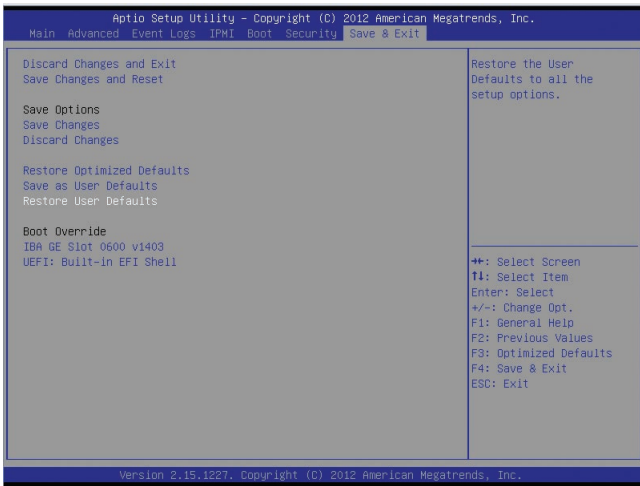 Aptio Setup Utility – Copyright (C) 2012 American Megatrends, Inc.
Main Advanced Event Logs IPMI Boot Security Save & Exit
Discard Changes and Exit
Save Changes and Reset
Save Options
Save Changes
Discard Changes
Restore Optimized Defaults
Save as User Defaults
Restore User Defaults
Boot Override
IBA GE Slot 0600 v1403
UEFI: Built-in EFI Shell
Restore the User
Defaults to all the
setup options.
→←: Select Screen
↑↓: Select Item
Enter: Select
+/-: Change Opt.
F1: General Help
F2: Previous Values
F3: Optimized Defaults
F4: Save & Exit
ESC: Exit
Version 2.15.1227. Copyright (C) 2012 American Megatrends, Inc.